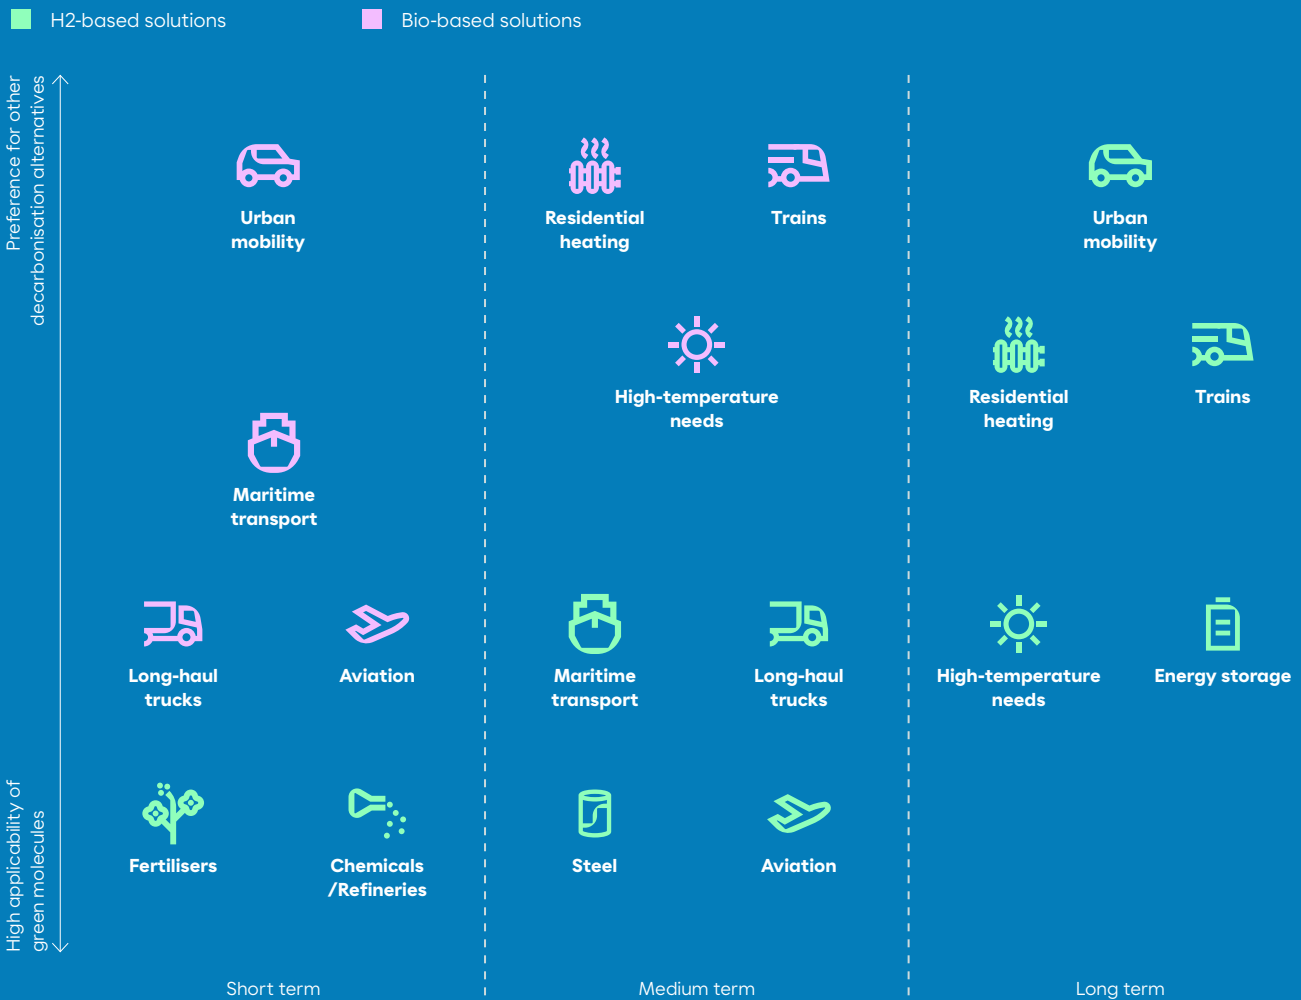 H2-based solutions
Bio-based solutions
Preference for other
decarbonisation alternatives
Urban
mobility
Residential
heating
Trains
Urban
mobility
High-temperature
needs
Residential
heating
Trains
Maritime
transport
Long-haul
trucks
Aviation
Maritime
transport
Long-haul
trucks
High-temperature
needs
Energy storage
High applicability of
green molecules
Fertilisers
Chemicals
/Refineries
Steel
Aviation
Short term
Medium term
Long term